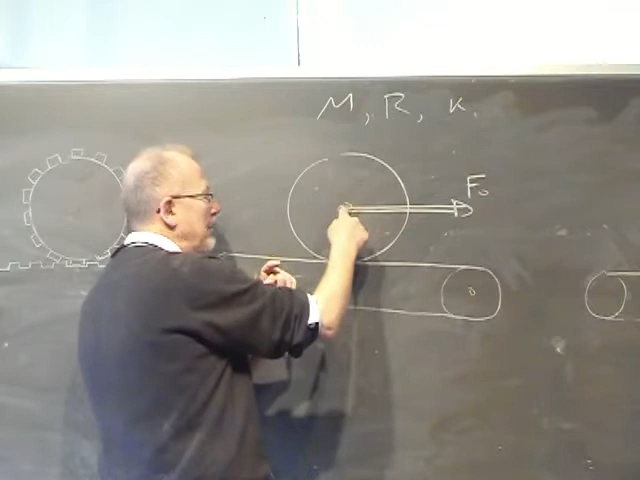 M, R, K.
F₀